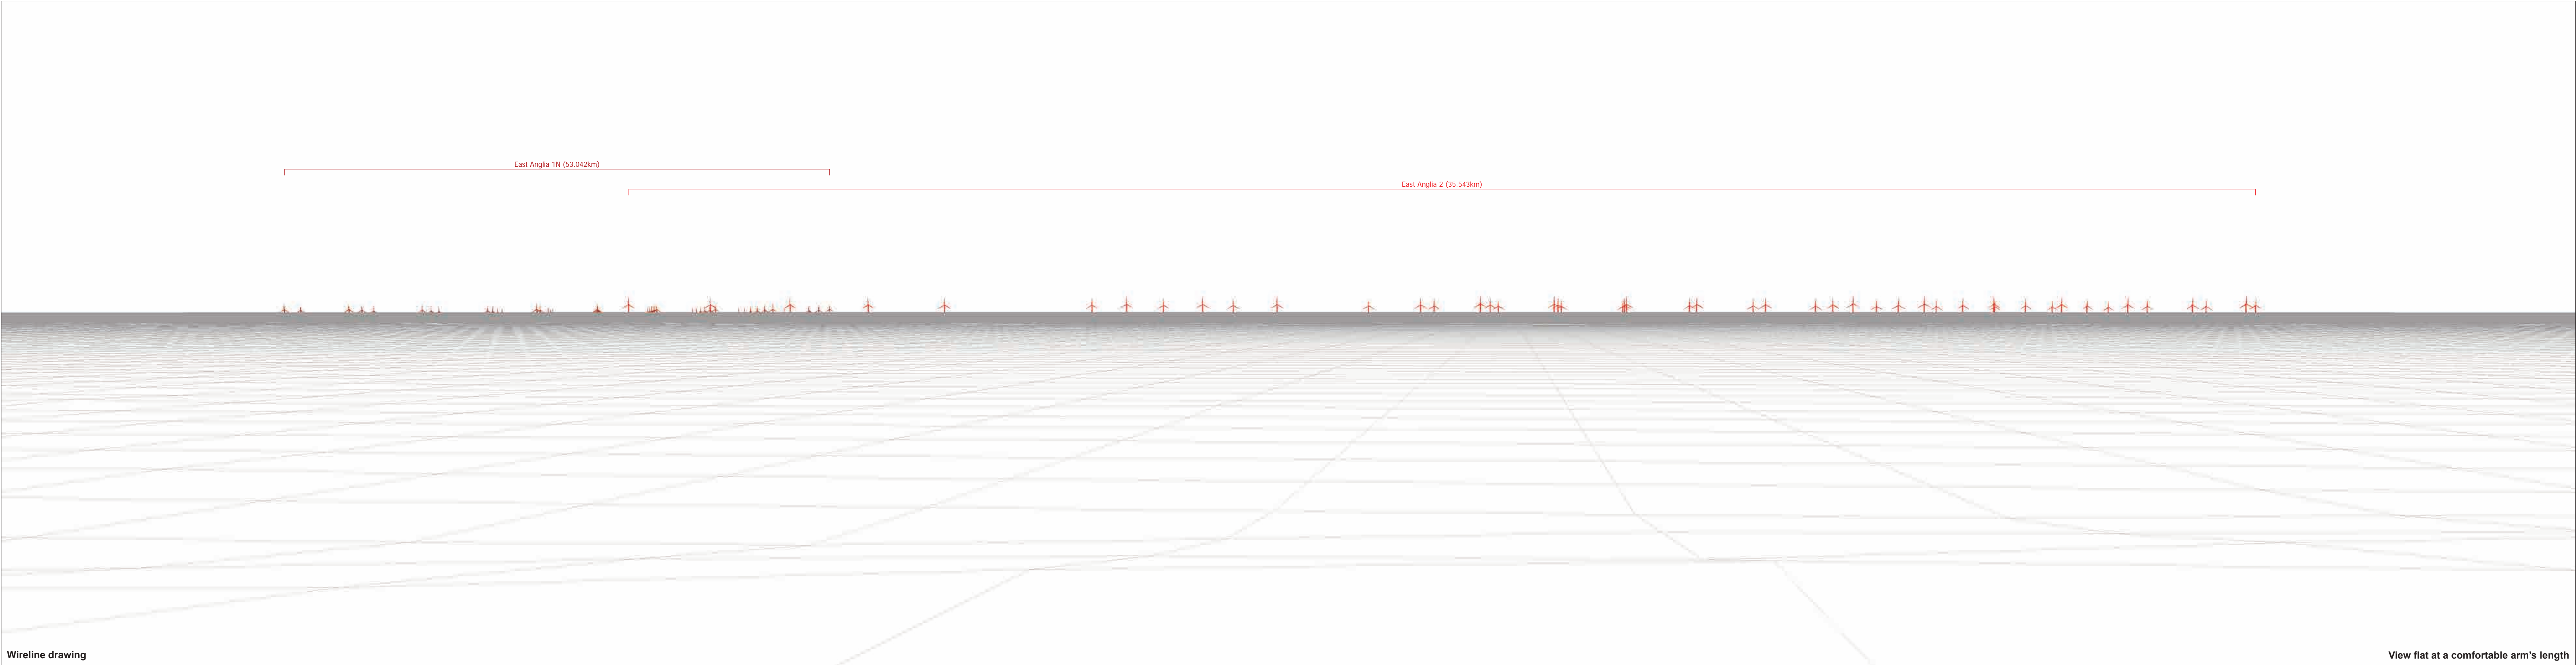 East Anglia 1N (53.042km)
East Anglia 2 (35.543km)
Wireline drawing
View flat at a comfortable arm's length